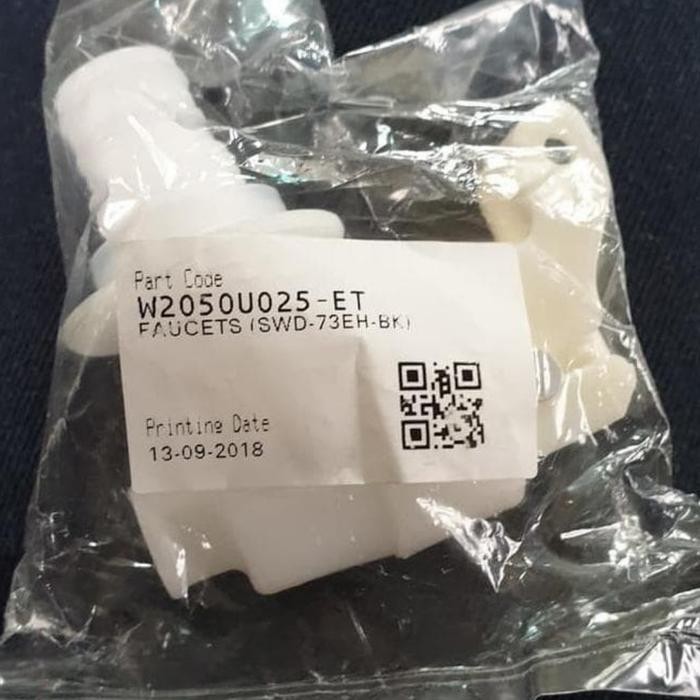 Part Code
W2050U025-ET
FAUCETS (SWD-73EH-BK)
Printing Date
13-09-2018